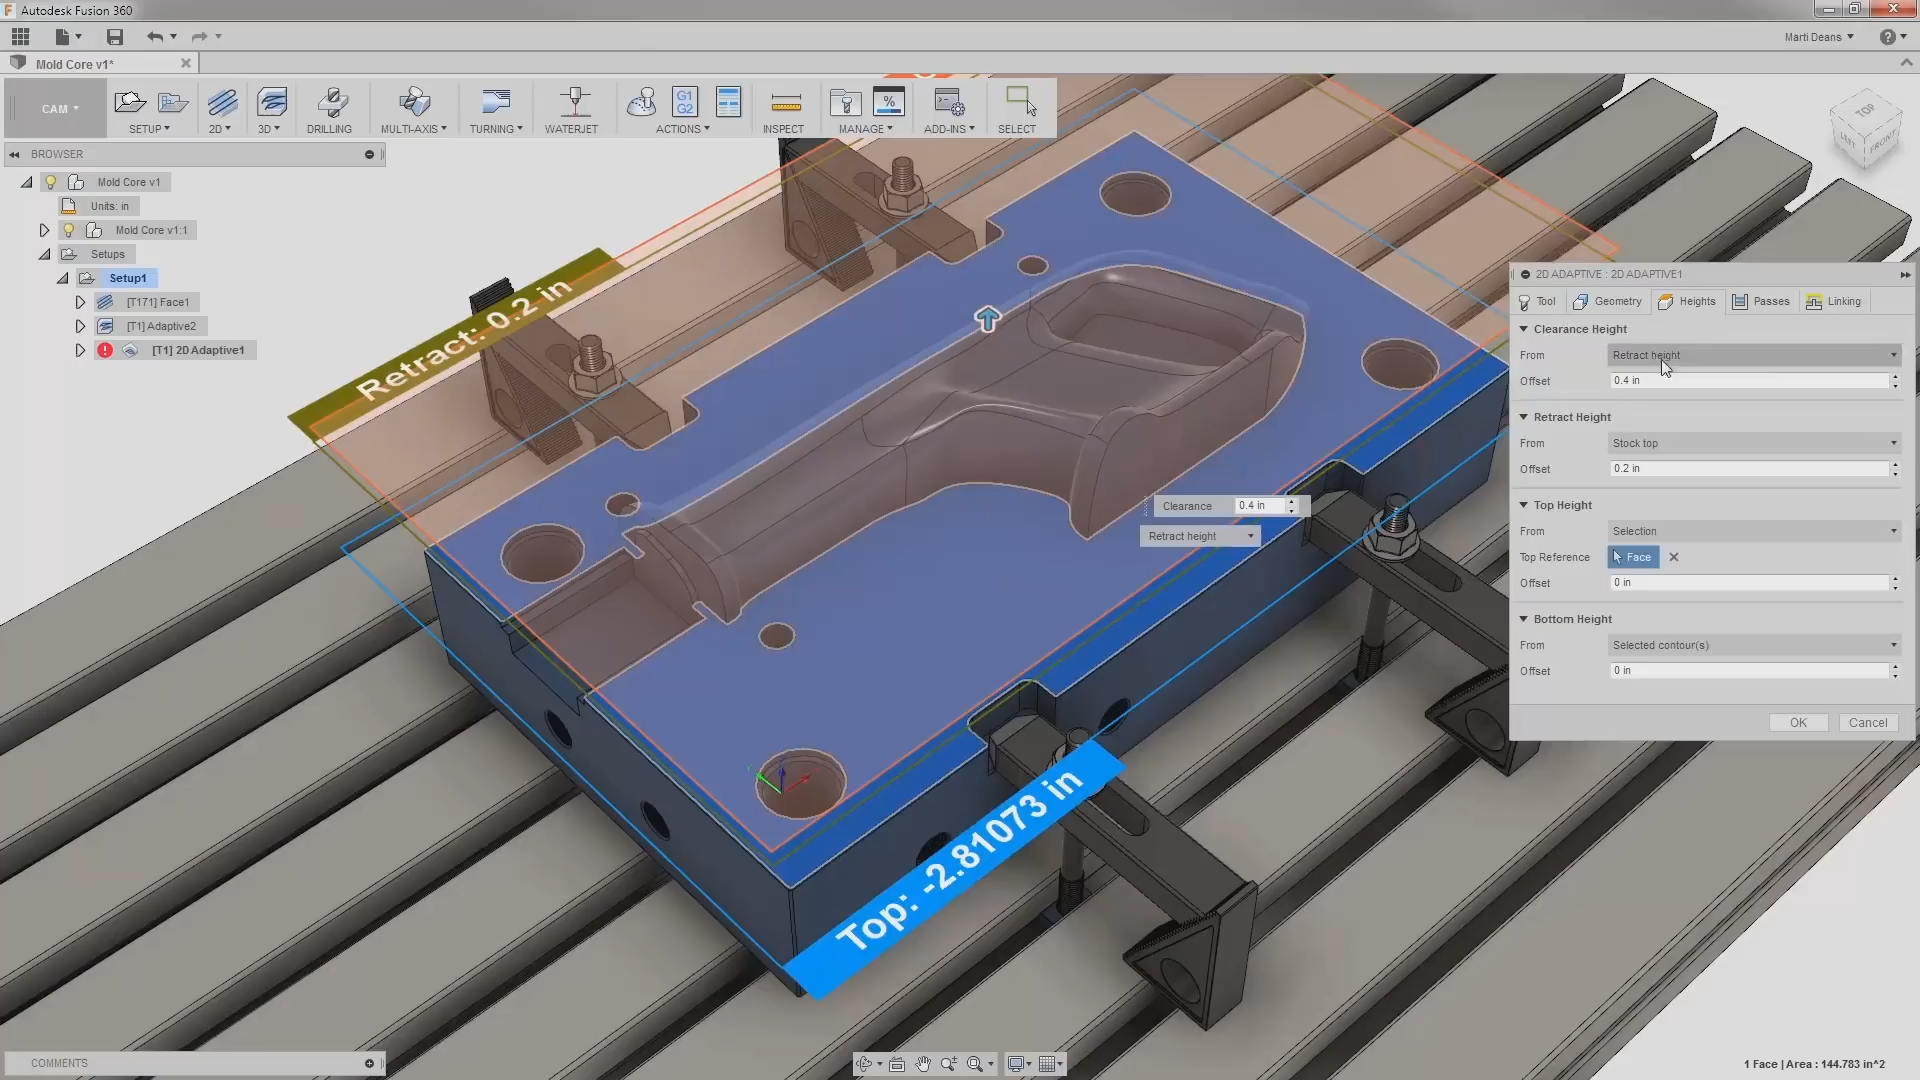 Autodesk Fusion 360
Marti Deans
Mold Core v1*
CAM
SETUP
2D
3D
DRILLING
MULTI-AXIS
TURNING
WATERJET
G1
G2
ACTIONS
INSPECT
%
MANAGE
ADD-INS
SELECT
TOP
LEFT
FRONT
BROWSER
Mold Core v1
Units: in
Mold Core v1:1
Setups
Setup1
[T171] Face1
[T1] Adaptive2
[T1] 2D Adaptive1
Retract: 0.2 in
Top: -2.81073 in
Clearance 0.4 in
Retract height
2D ADAPTIVE : 2D ADAPTIVE1
Tool Geometry Heights Passes Linking
Clearance Height
From Retract height
Offset 0.4 in
Retract Height
From Stock top
Offset 0.2 in
Top Height
From Selection
Top Reference Face
Offset 0 in
Bottom Height
From Selected contour(s)
Offset 0 in
OK Cancel
COMMENTS
1 Face | Area : 144.783 in^2